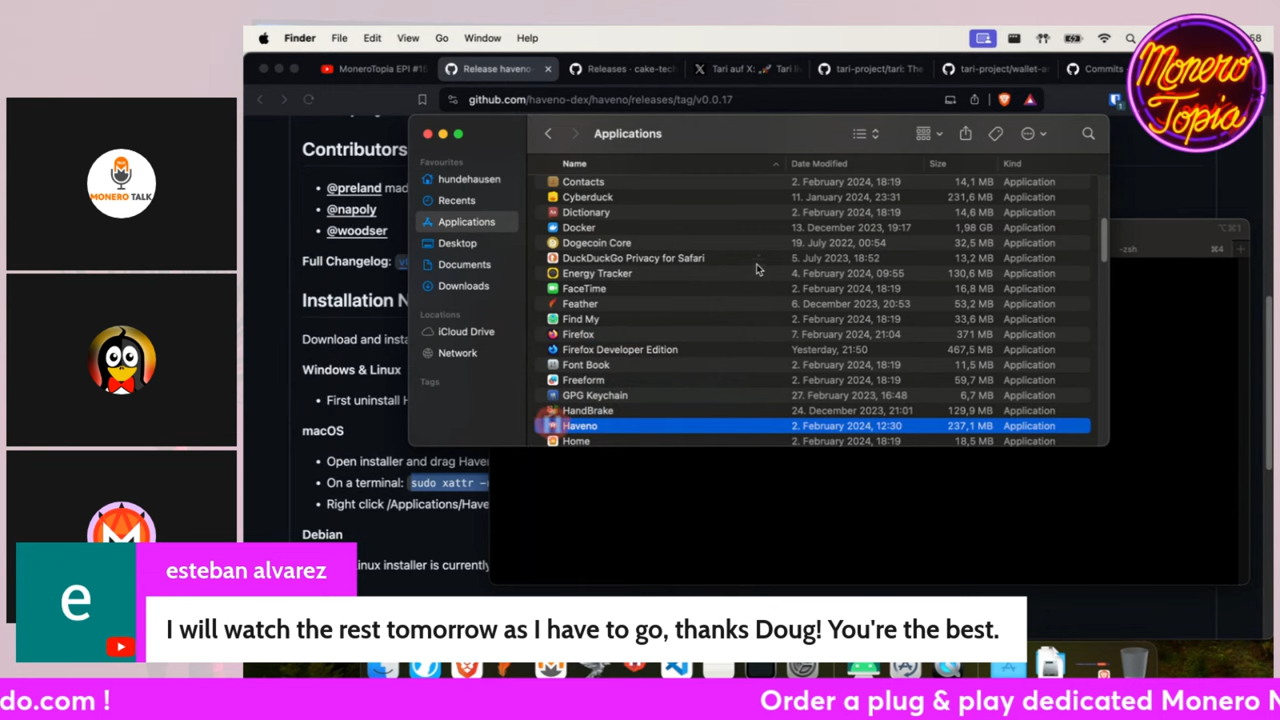 Finder File Edit View Go Window Help
:58
Monero
Topia
MoneroTopia EPI #15
Release haveno-
Releases · cake-tech
Tari auf X: Tari li
tari-project/tari: The
tari-project/wallet-a
Commits
github.com/haveno-dex/haveno/releases/tag/v0.0.17
MONERO TALK
Contributors
@preland mad
@napoly
@woodser
Full Changelog:
Installation N
Download and insta
Windows & Linux
First uninstall H
macOS
Open installer and drag Haven
On a terminal: sudo xattr -r
Right click /Applications/Have
Debian
inux installer is currently
Applications
Favourites
hundehausen
Recents
Applications
Desktop
Documents
Downloads
Locations
iCloud Drive
Network
Tags
Name Date Modified Size Kind
Contacts 2. February 2024, 18:19 14,1 MB Application
Cyberduck 11. January 2024, 23:31 231,6 MB Application
Dictionary 2. February 2024, 18:19 14,6 MB Application
Docker 13. December 2023, 19:17 1,98 GB Application
Dogecoin Core 19. July 2022, 00:54 32,5 MB Application
DuckDuckGo Privacy for Safari 5. July 2023, 18:52 13,2 MB Application
Energy Tracker 4. February 2024, 09:55 130,6 MB Application
FaceTime 2. February 2024, 18:19 16,8 MB Application
Feather 6. December 2023, 20:53 53,2 MB Application
Find My 2. February 2024, 18:19 33,6 MB Application
Firefox 7. February 2024, 21:04 371 MB Application
Firefox Developer Edition Yesterday, 21:50 467,5 MB Application
Font Book 2. February 2024, 18:19 11,5 MB Application
Freeform 2. February 2024, 18:19 59,7 MB Application
GPG Keychain 27. February 2023, 16:48 6,7 MB Application
HandBrake 24. December 2023, 21:01 129,9 MB Application
Haveno 2. February 2024, 12:30 237,1 MB Application
Home 2. February 2024, 18:19 18,5 MB Application
⌥⌘1
-zsh ⌘4
e
esteban alvarez
I will watch the rest tomorrow as I have to go, thanks Doug! You're the best.
do.com ! Order a plug & play dedicated Monero N